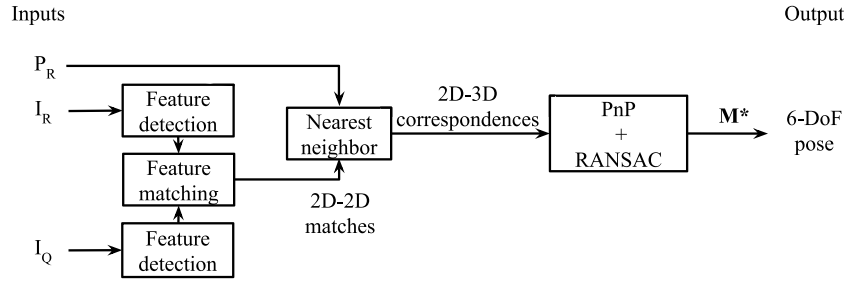 Inputs
Output
P_R
I_R
Feature
detection
Feature
matching
I_Q
Feature
detection
Nearest
neighbor
2D-2D
matches
2D-3D
correspondences
PnP
+
RANSAC
M*
6-DoF
pose